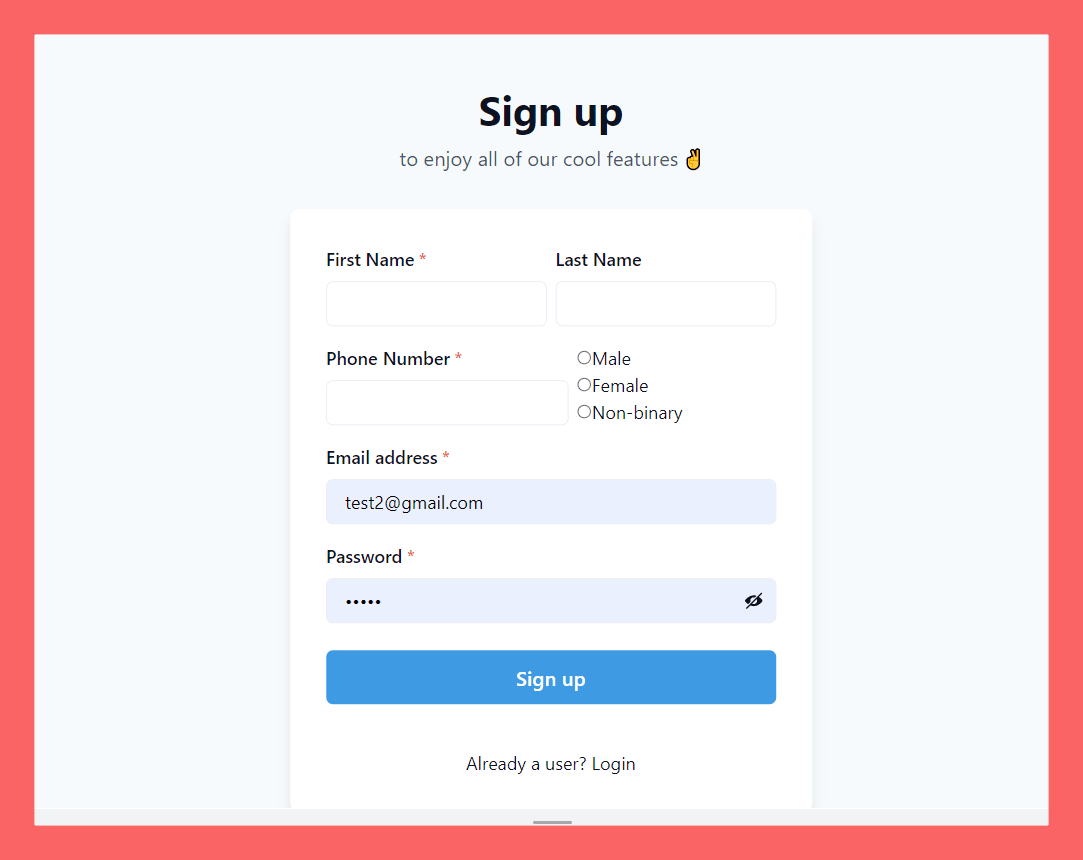 Sign up
to enjoy all of our cool features ✌
First Name *
Last Name
Phone Number *
Male
Female
Non-binary
Email address *
test2@gmail.com
Password *
•••••
Sign up
Already a user? Login